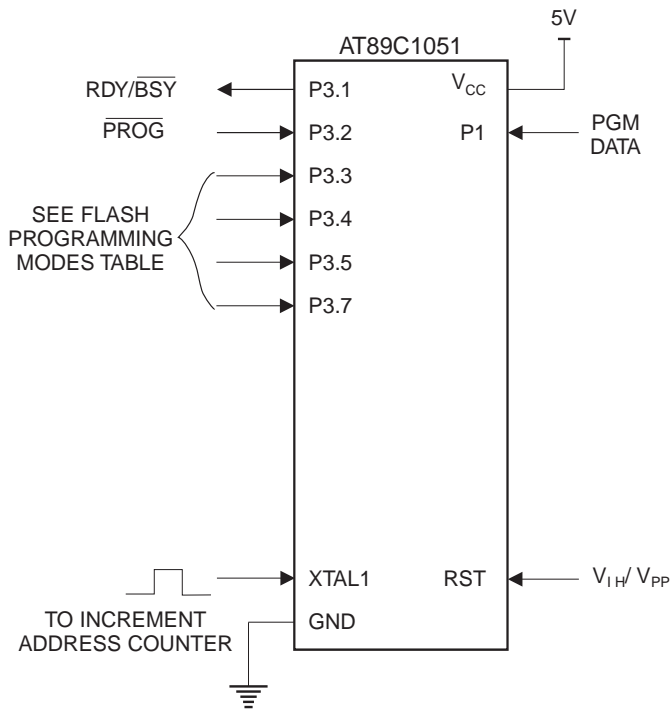 5V
AT89C1051
RDY/BSY
P3.1
VCC
PROG
P3.2
P1
PGM
DATA
P3.3
SEE FLASH
PROGRAMMING
MODES TABLE
P3.4
P3.5
P3.7
XTAL1
RST
VI H/ VPP
TO INCREMENT
ADDRESS COUNTER
GND